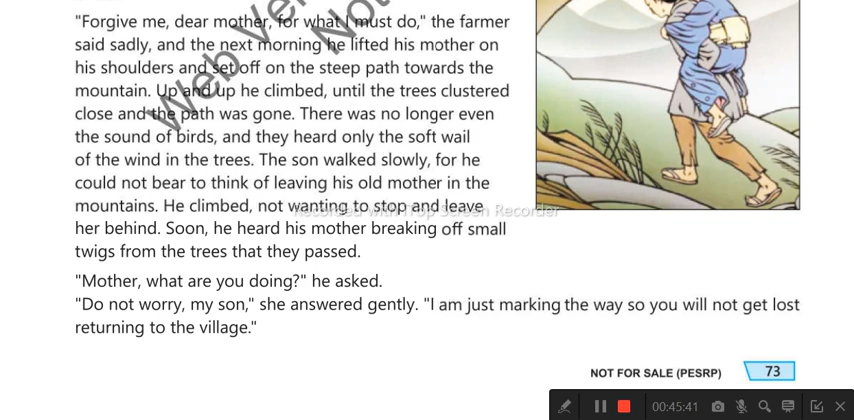 "Forgive me, dear mother, for what I must do," the farmer
said sadly, and the next morning he lifted his mother on
his shoulders and set off on the steep path towards the
mountain. Up and up he climbed, until the trees clustered
close and the path was gone. There was no longer even
the sound of birds, and they heard only the soft wail
of the wind in the trees. The son walked slowly, for he
could not bear to think of leaving his old mother in the
mountains. He climbed, not wanting to stop and leave
her behind. Soon, he heard his mother breaking off small
twigs from the trees that they passed.
"Mother, what are you doing?" he asked.
"Do not worry, my son," she answered gently. "I am just marking the way so you will not get lost
returning to the village."
Web Ver
Not
Recorded with iTop Screen Recorder
NOT FOR SALE (PESRP) 73
00:45:41